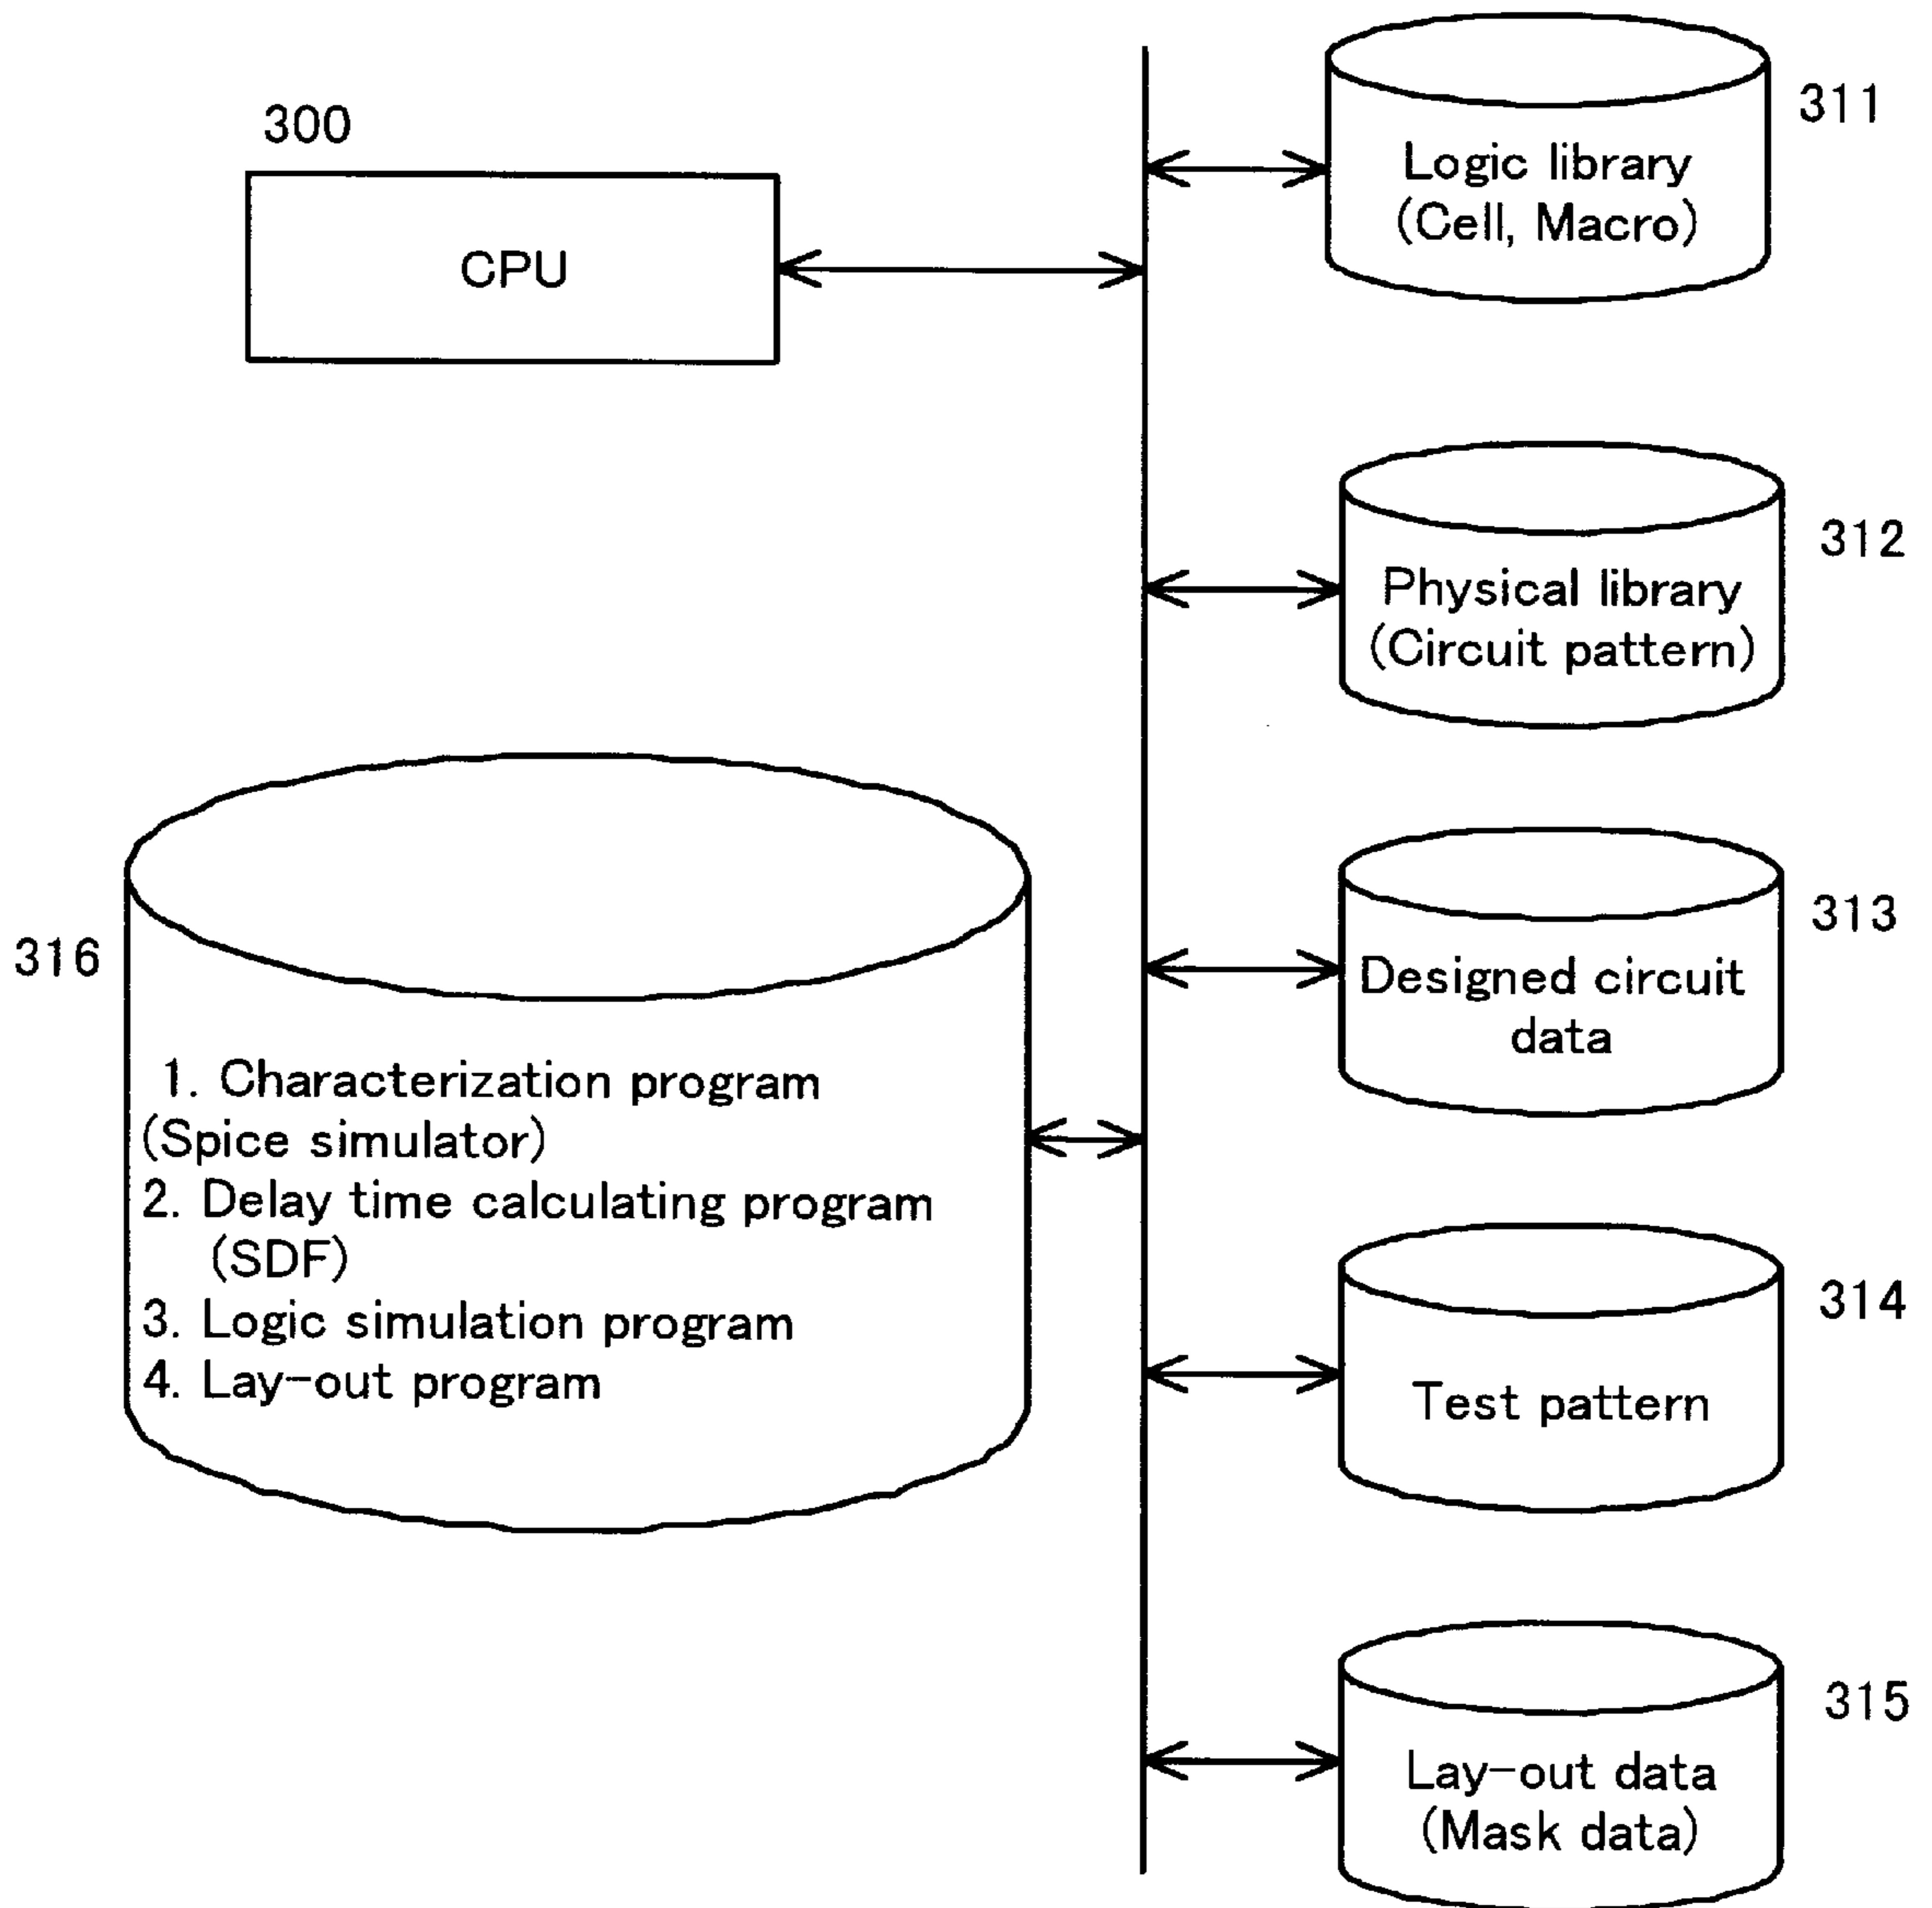 300
CPU
311
Logic library
(Cell, Macro)
312
Physical library
(Circuit pattern)
313
Designed circuit
data
316
1. Characterization program
(Spice simulator)
2. Delay time calculating program
(SDF)
3. Logic simulation program
4. Lay-out program
314
Test pattern
315
Lay-out data
(Mask data)